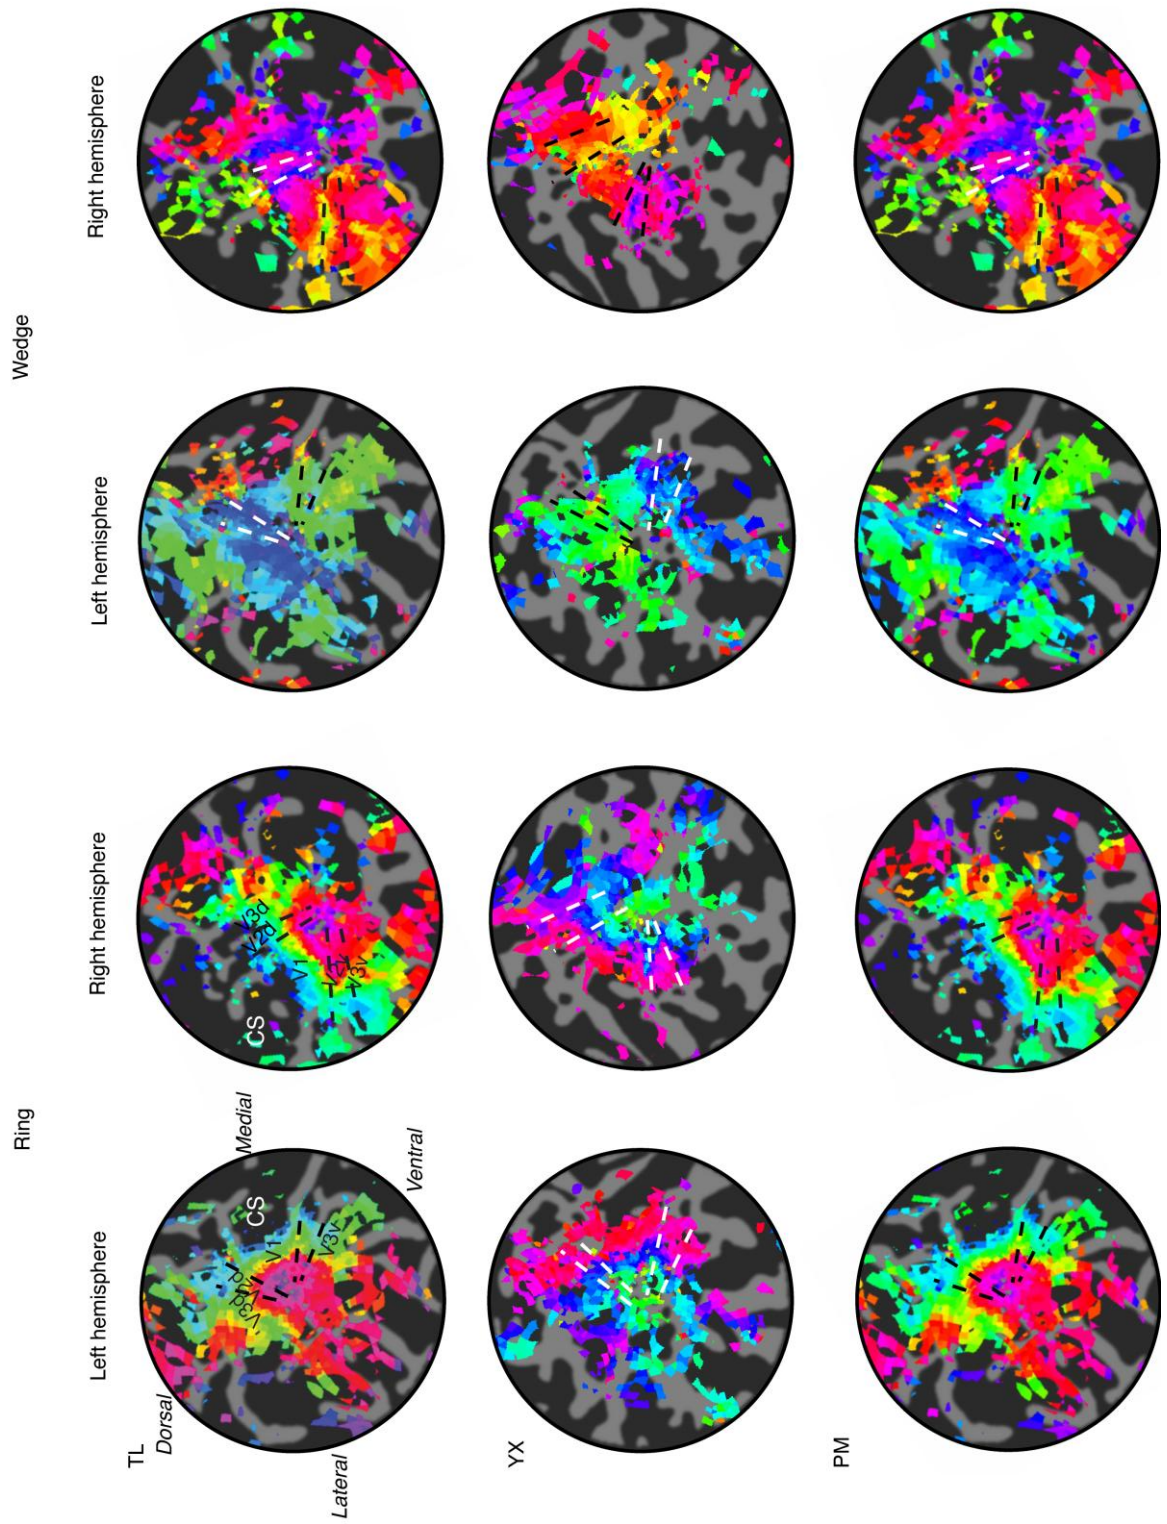 Ring
Wedge
Left hemisphere
Right hemisphere
Left hemisphere
Right hemisphere
TL
Dorsal
Medial
Lateral
Ventral
CS
V1
V2d
V3d
V3v
CS
V3d
V2d
V1
V2v
V3v
YX
PM